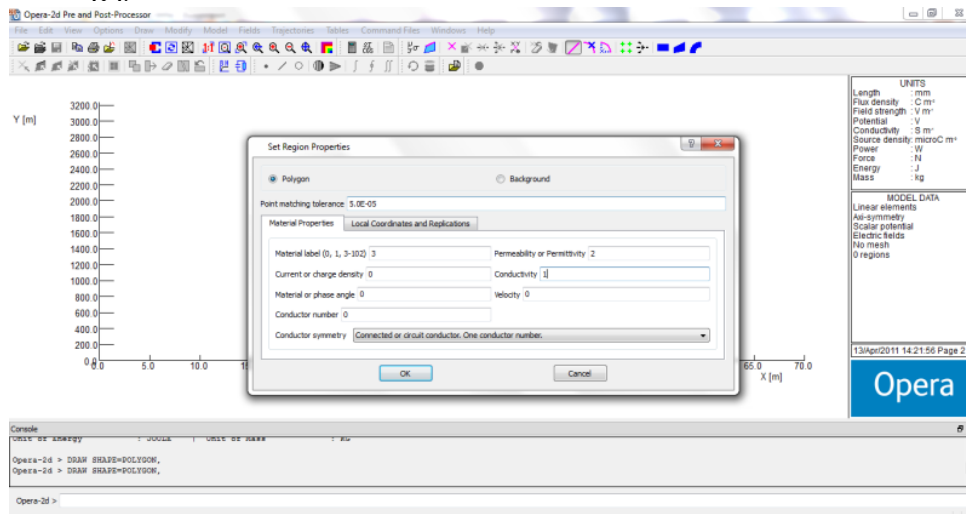 Opera-2d Pre and Post-Processor
File Edit View Options Draw Modify Model Fields Trajectories Tables Command Files Windows Help
UNITS
Length : mm
Flux density : C m
Field strength : V m
Potential : V
Conductivity : S m
Source density: microC m
Power : W
Force : N
Energy : J
Mass : kg
MODEL DATA
Linear elements
Axi-symmetry
Scalar potential
Electric fields
No mesh
0 regions
13/Apr/2011 14:21:56 Page 2
Opera
Y [m]
3200.0
3000.0
2800.0
2600.0
2400.0
2200.0
2000.0
1800.0
1600.0
1400.0
1200.0
1000.0
800.0
600.0
400.0
200.0
0.0
5.0 10.0 65.0 70.0
X [m]
Set Region Properties
Polygon Background
Point matching tolerance 5.0E-05
Material Properties Local Coordinates and Replications
Material label (0, 1, 3-102) 3 Permeability or Permittivity 2
Current or charge density 0 Conductivity 1
Material or phase angle 0 Velocity 0
Conductor number 0
Conductor symmetry Connected or circuit conductor. One conductor number.
OK Cancel
Console
Unit of Energy : JOULE | Unit of Mass : KG
Opera-2d > DRAW SHAPE=POLYGON,
Opera-2d > DRAW SHAPE=POLYGON,
Opera-2d >